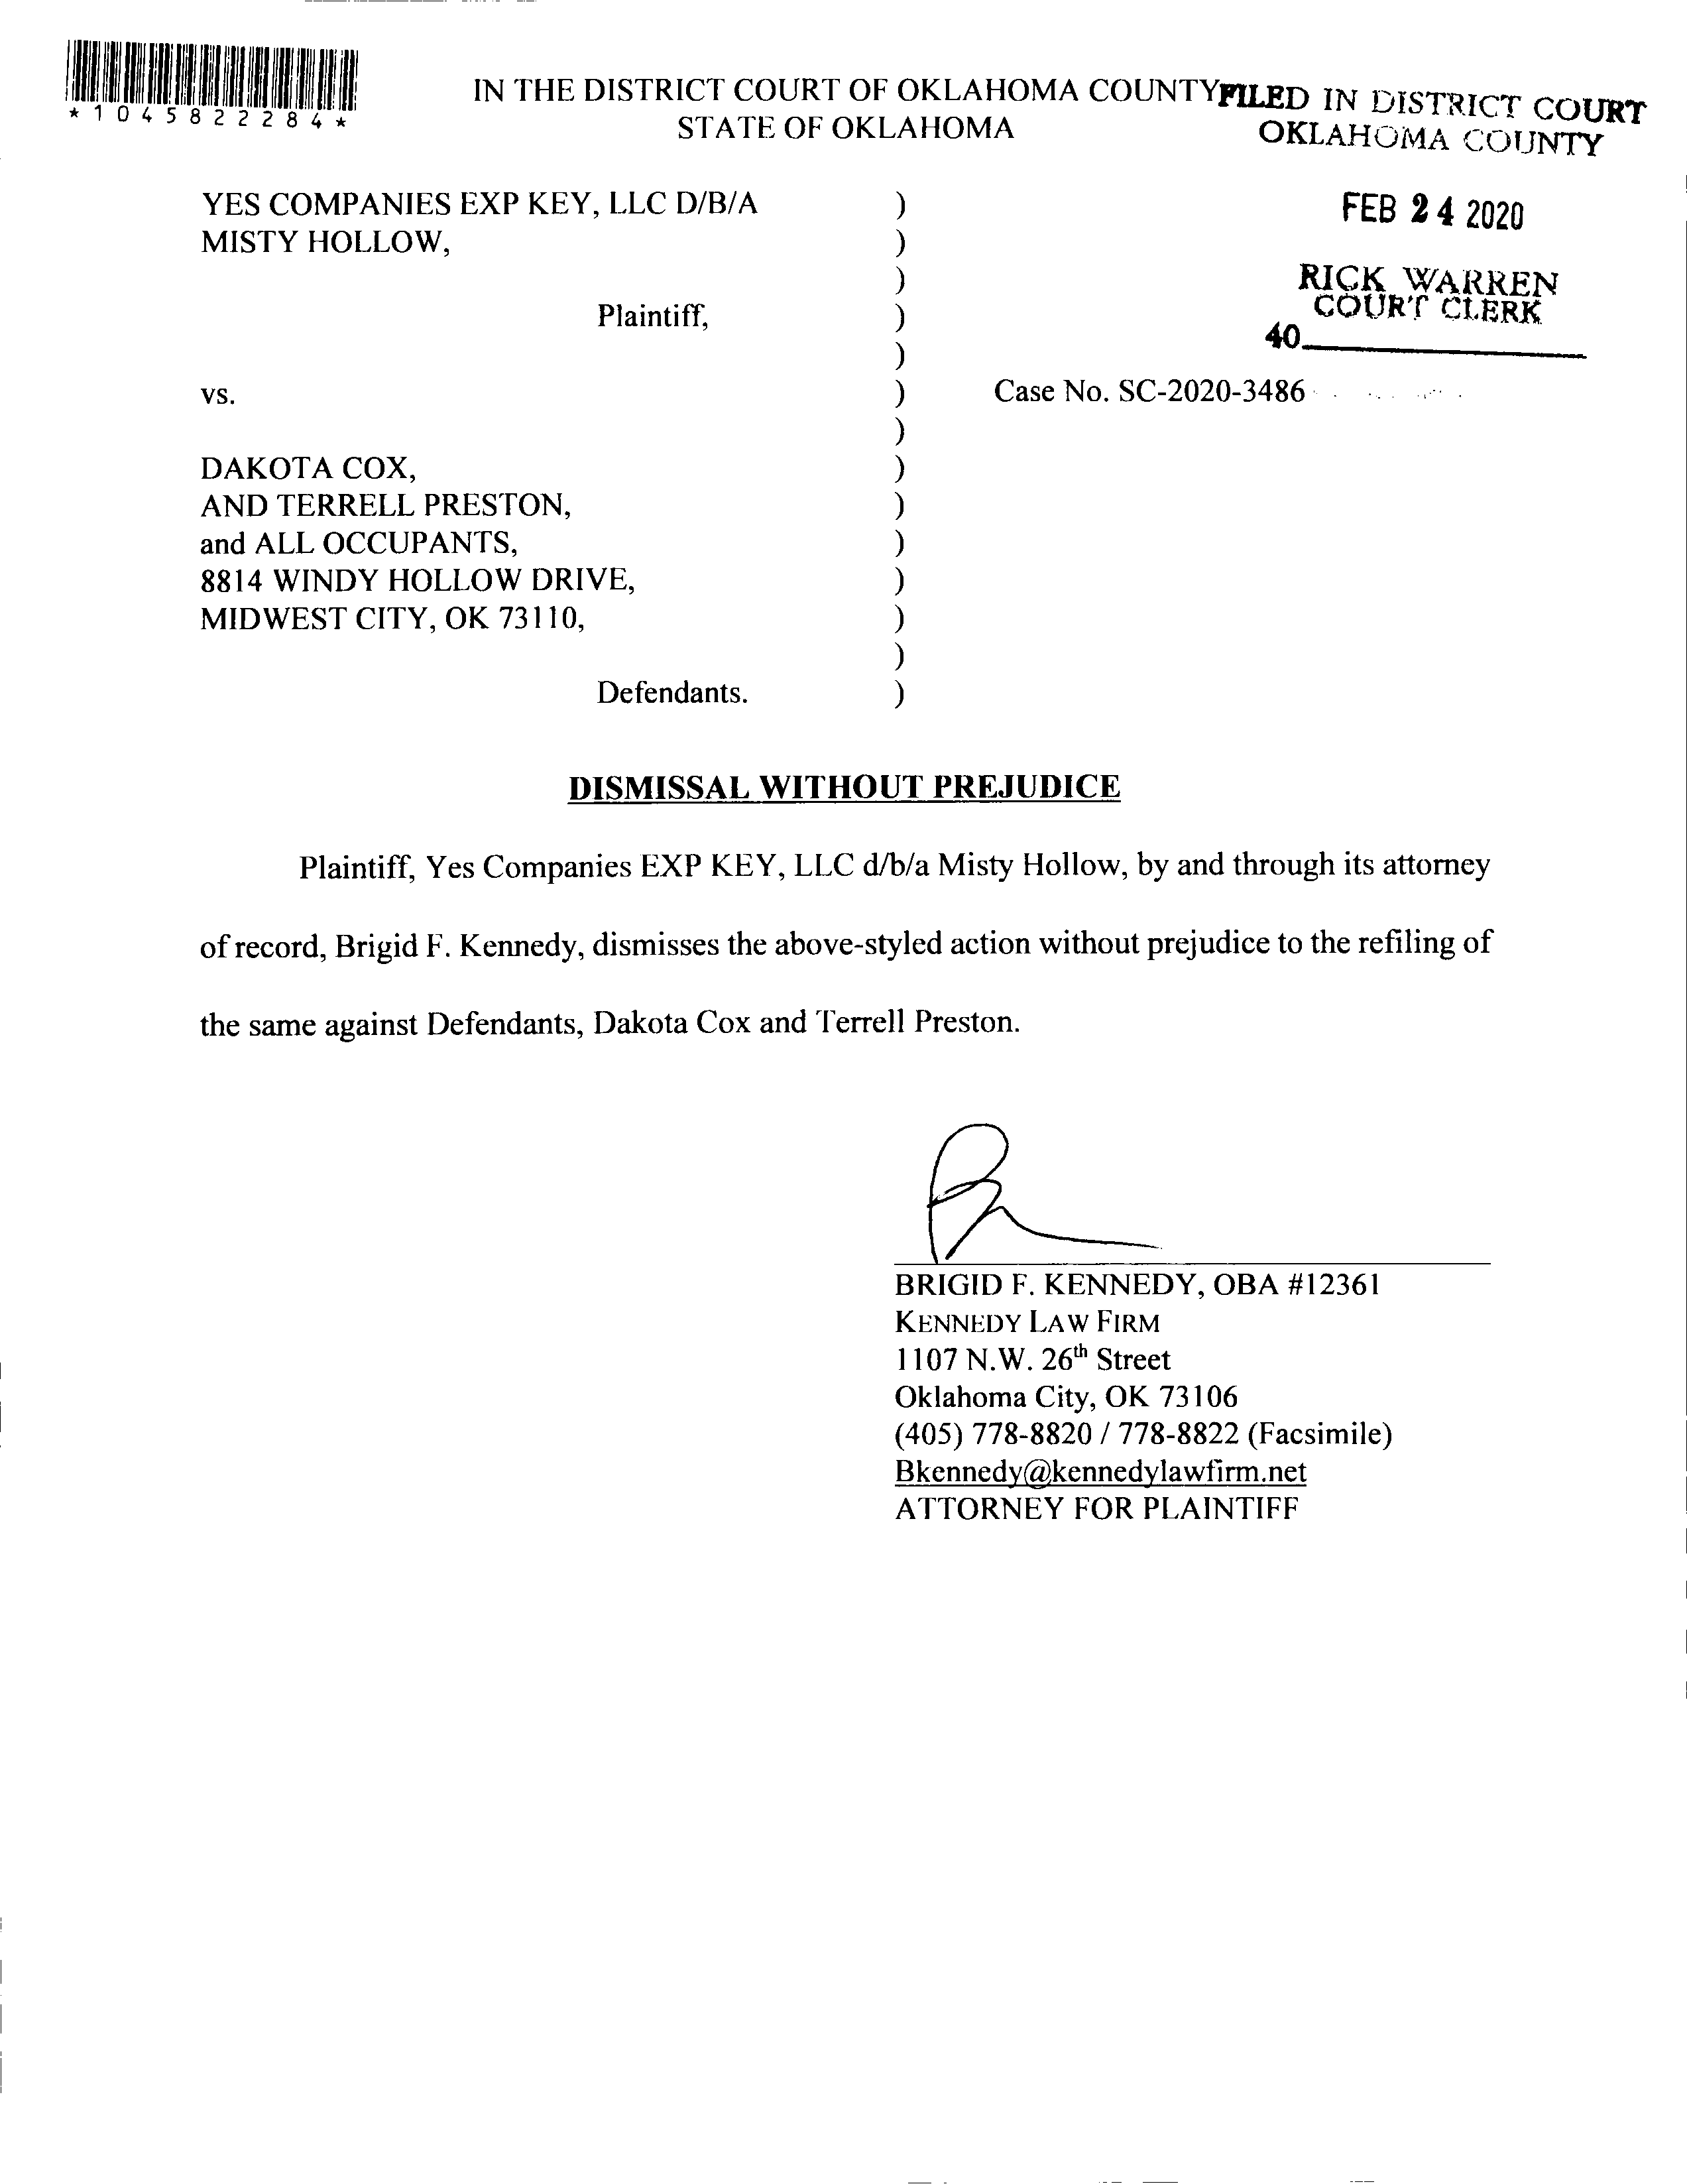 *1045822284*
IN THE DISTRICT COURT OF OKLAHOMA COUNTY
STATE OF OKLAHOMA
FILED IN DISTRICT COURT
OKLAHOMA COUNTY
FEB 24 2020
RICK WARREN
COURT CLERK
40
YES COMPANIES EXP KEY, LLC D/B/A )
MISTY HOLLOW, )
)
Plaintiff, )
)
vs. ) Case No. SC-2020-3486
)
DAKOTA COX, )
AND TERRELL PRESTON, )
and ALL OCCUPANTS, )
8814 WINDY HOLLOW DRIVE, )
MIDWEST CITY, OK 73110, )
)
Defendants. )
DISMISSAL WITHOUT PREJUDICE
Plaintiff, Yes Companies EXP KEY, LLC d/b/a Misty Hollow, by and through its attorney
of record, Brigid F. Kennedy, dismisses the above-styled action without prejudice to the refiling of
the same against Defendants, Dakota Cox and Terrell Preston.
BRIGID F. KENNEDY, OBA #12361
KENNEDY LAW FIRM
1107 N.W. 26th Street
Oklahoma City, OK 73106
(405) 778-8820 / 778-8822 (Facsimile)
Bkennedy@kennedylawfirm.net
ATTORNEY FOR PLAINTIFF